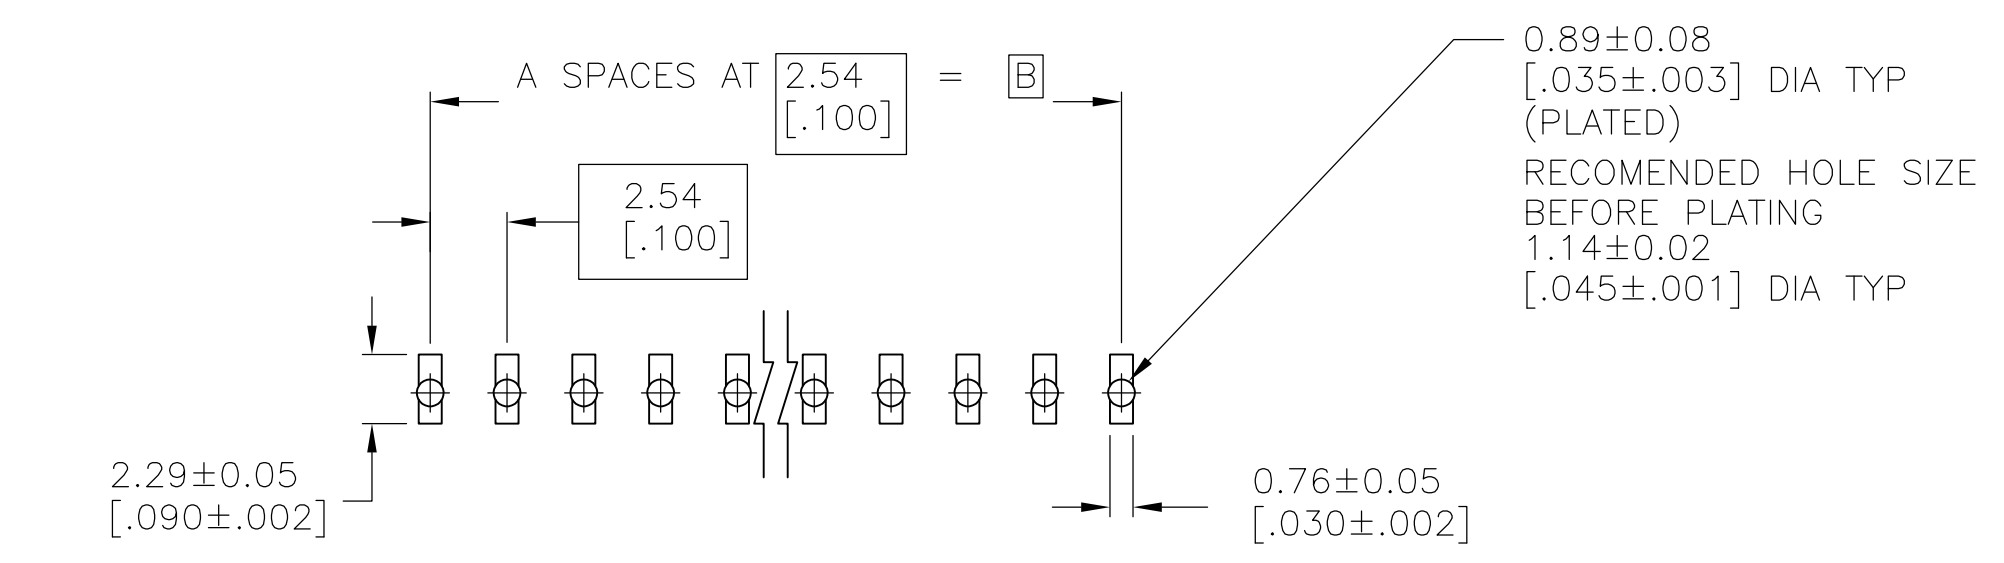 A SPACES AT 2.54 = B
[.100]
2.54
[.100]
0.89±0.08
[.035±.003] DIA TYP
(PLATED)
RECOMENDED HOLE SIZE
BEFORE PLATING
1.14±0.02
[.045±.001] DIA TYP
2.29±0.05
[.090±.002]
0.76±0.05
[.030±.002]